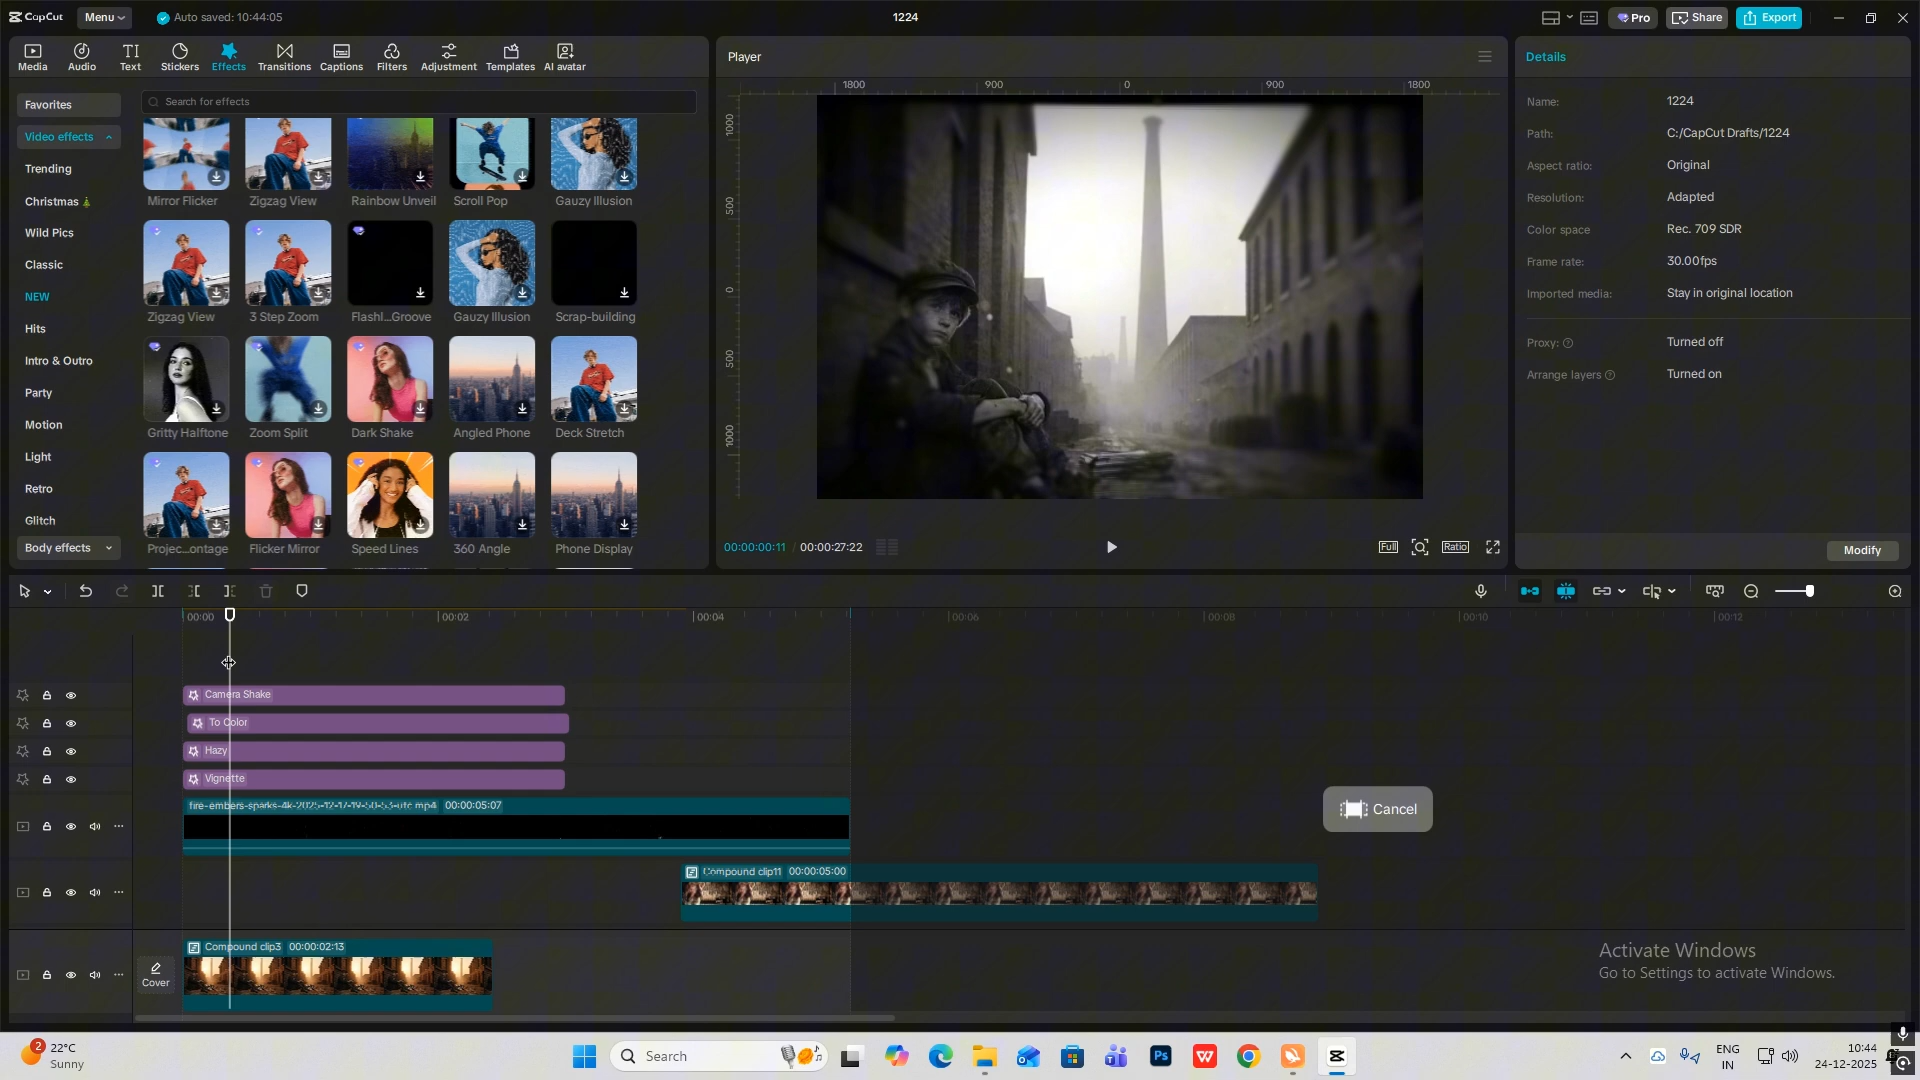 CapCut
Menu
Auto saved: 10:44:05
1224
Pro
Share
Export
Media
Audio
Text
Stickers
Effects
Transitions
Captions
Filters
Adjustment
Templates
AI avatar
Player
Details
Favorites
Search for effects
Video effects
Trending
Christmas
Wild Pics
Classic
NEW
Hits
Intro & Outro
Party
Motion
Light
Retro
Glitch
Body effects
Mirror Flicker
Zigzag View
Rainbow Unveil
Scroll Pop
Gauzy Illusion
Zigzag View
3 Step Zoom
Flashl...Groove
Gauzy Illusion
Scrap-building
Gritty Halftone
Zoom Split
Dark Shake
Angled Phone
Deck Stretch
Projec...ontage
Flicker Mirror
Speed Lines
360 Angle
Phone Display
1800
900
0
900
1800
1000
500
0
500
1000
00:00:00:11 / 00:00:27:22
Full
Ratio
Name: 1224
Path: C:/CapCut Drafts/1224
Aspect ratio: Original
Resolution: Adapted
Color space Rec. 709 SDR
Frame rate: 30.00fps
Imported media: Stay in original location
Proxy: Turned off
Arrange layers Turned on
Modify
00:00
00:02
00:04
00:06
00:08
00:10
00:12
Camera Shake
To Color
Hazy
Vignette
fire-embers-sparks-4k-2025-12-17-19-50-53-utc.mp4 00:00:05:07
Compound clip11 00:00:05:00
Cover
Compound clip3 00:00:02:13
Cancel
Activate Windows
Go to Settings to activate Windows.
2
22°C
Sunny
Search
Ps
W
ENG
IN
10:44
24-12-2025